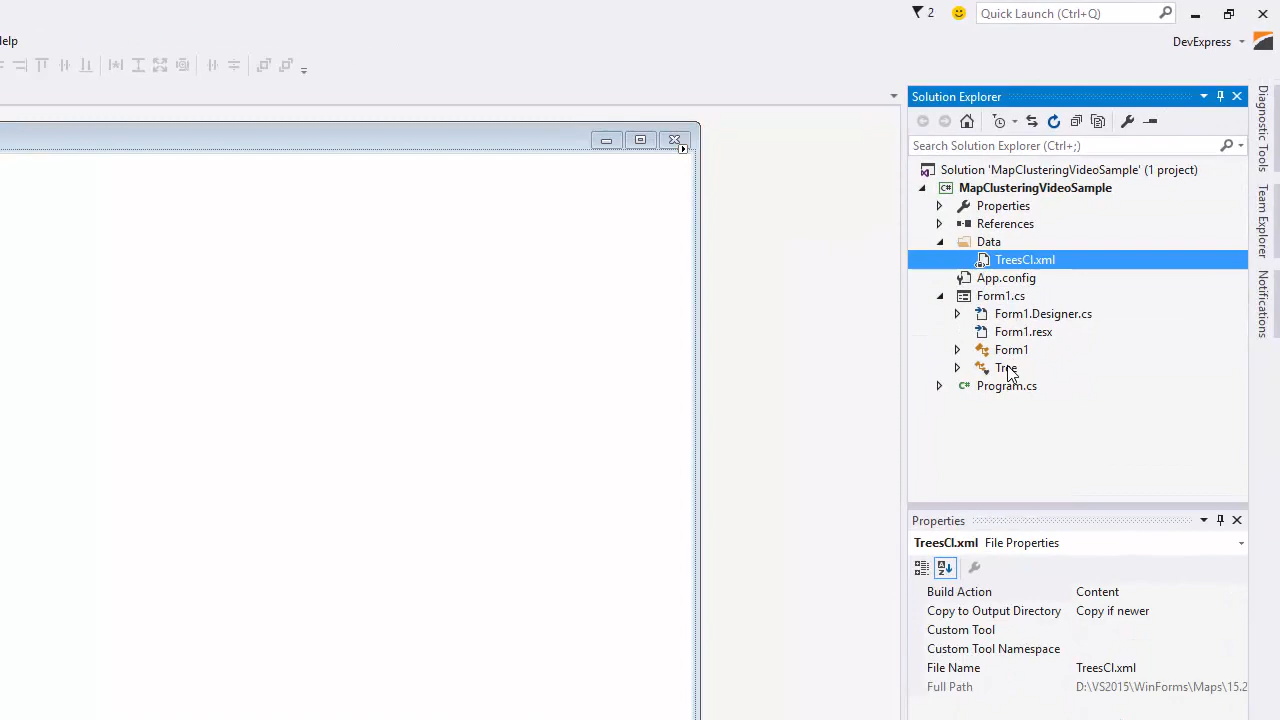 2
Quick Launch (Ctrl+Q)
Help
DevExpress
Solution Explorer
Search Solution Explorer (Ctrl+;)
Solution 'MapClusteringVideoSample' (1 project)
MapClusteringVideoSample
Properties
References
Data
TreesCl.xml
App.config
Form1.cs
Form1.Designer.cs
Form1.resx
Form1
Tree
Program.cs
Diagnostic Tools
Team Explorer
Notifications
Properties
TreesCl.xml File Properties
Build Action Content
Copy to Output Directory Copy if newer
Custom Tool
Custom Tool Namespace
File Name TreesCl.xml
Full Path D:\VS2015\WinForms\Maps\15.2